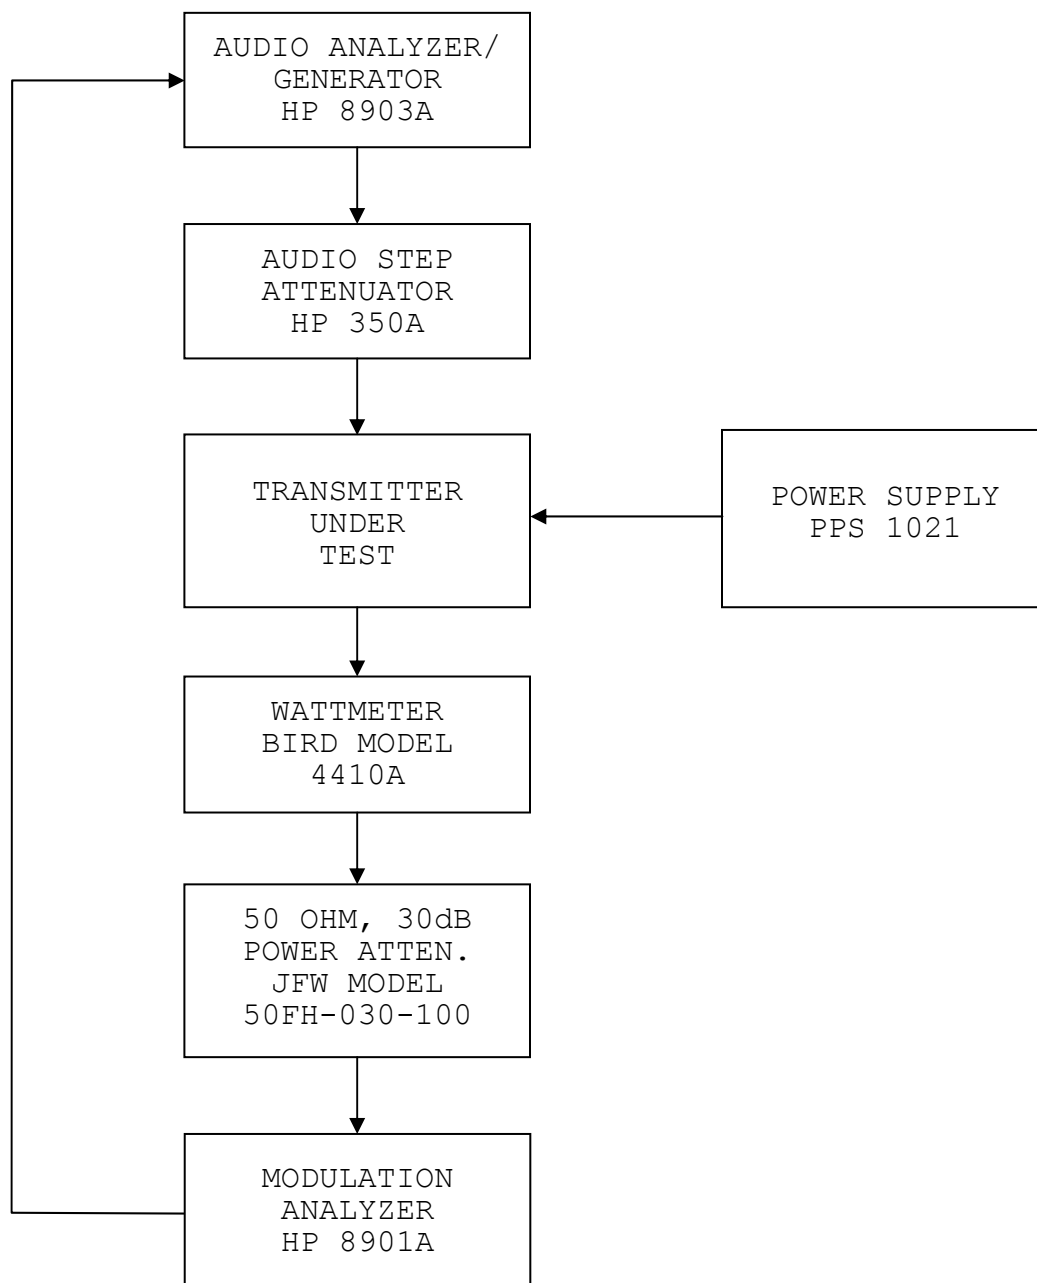 AUDIO ANALYZER/
GENERATOR
HP 8903A
AUDIO STEP
ATTENUATOR
HP 350A
TRANSMITTER
UNDER
TEST
POWER SUPPLY
PPS 1021
WATTMETER
BIRD MODEL
4410A
50 OHM, 30dB
POWER ATTEN.
JFW MODEL
50FH-030-100
MODULATION
ANALYZER
HP 8901A